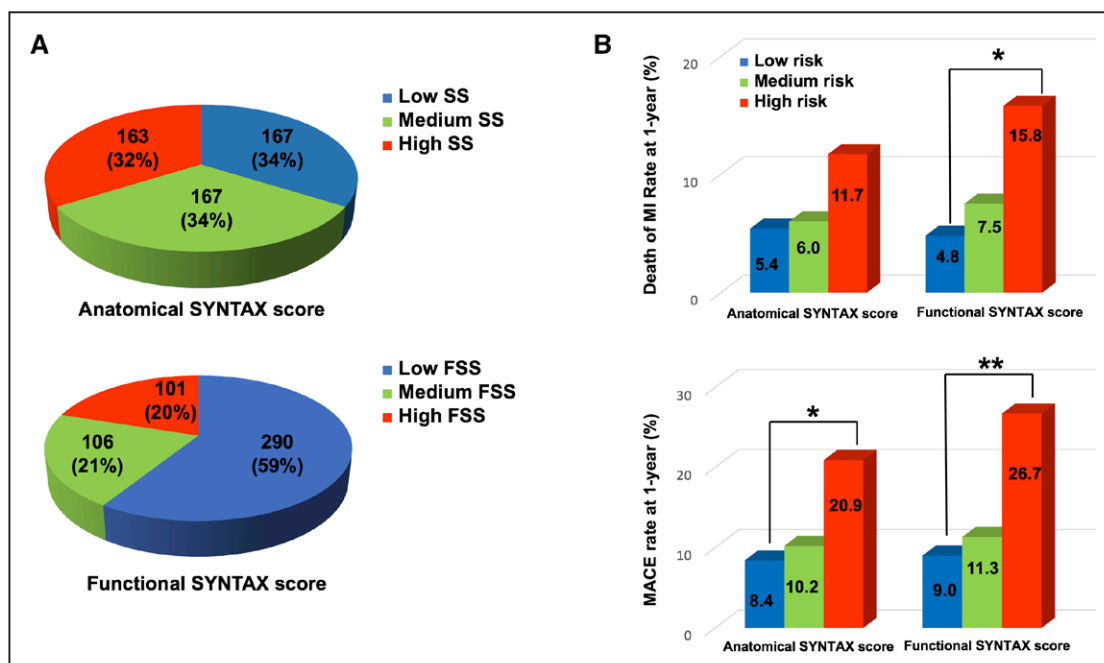 A
163
(32%)
167
(34%)
167
(34%)
Low SS
Medium SS
High SS
Anatomical SYNTAX score
101
(20%)
106
(21%)
290
(59%)
Low FSS
Medium FSS
High FSS
Functional SYNTAX score
B
Death of MI Rate at 1-year (%)
20
10
0
Low risk
Medium risk
High risk
*
5.4
6.0
11.7
4.8
7.5
15.8
Anatomical SYNTAX score
Functional SYNTAX score
MACE rate at 1-year (%)
30
20
10
0
*
**
8.4
10.2
20.9
9.0
11.3
26.7
Anatomical SYNTAX score
Functional SYNTAX score